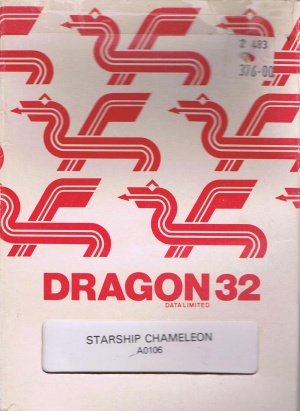 2 483
376-00
DRAGON 32
DATA LIMITED
STARSHIP CHAMELEON
A0106